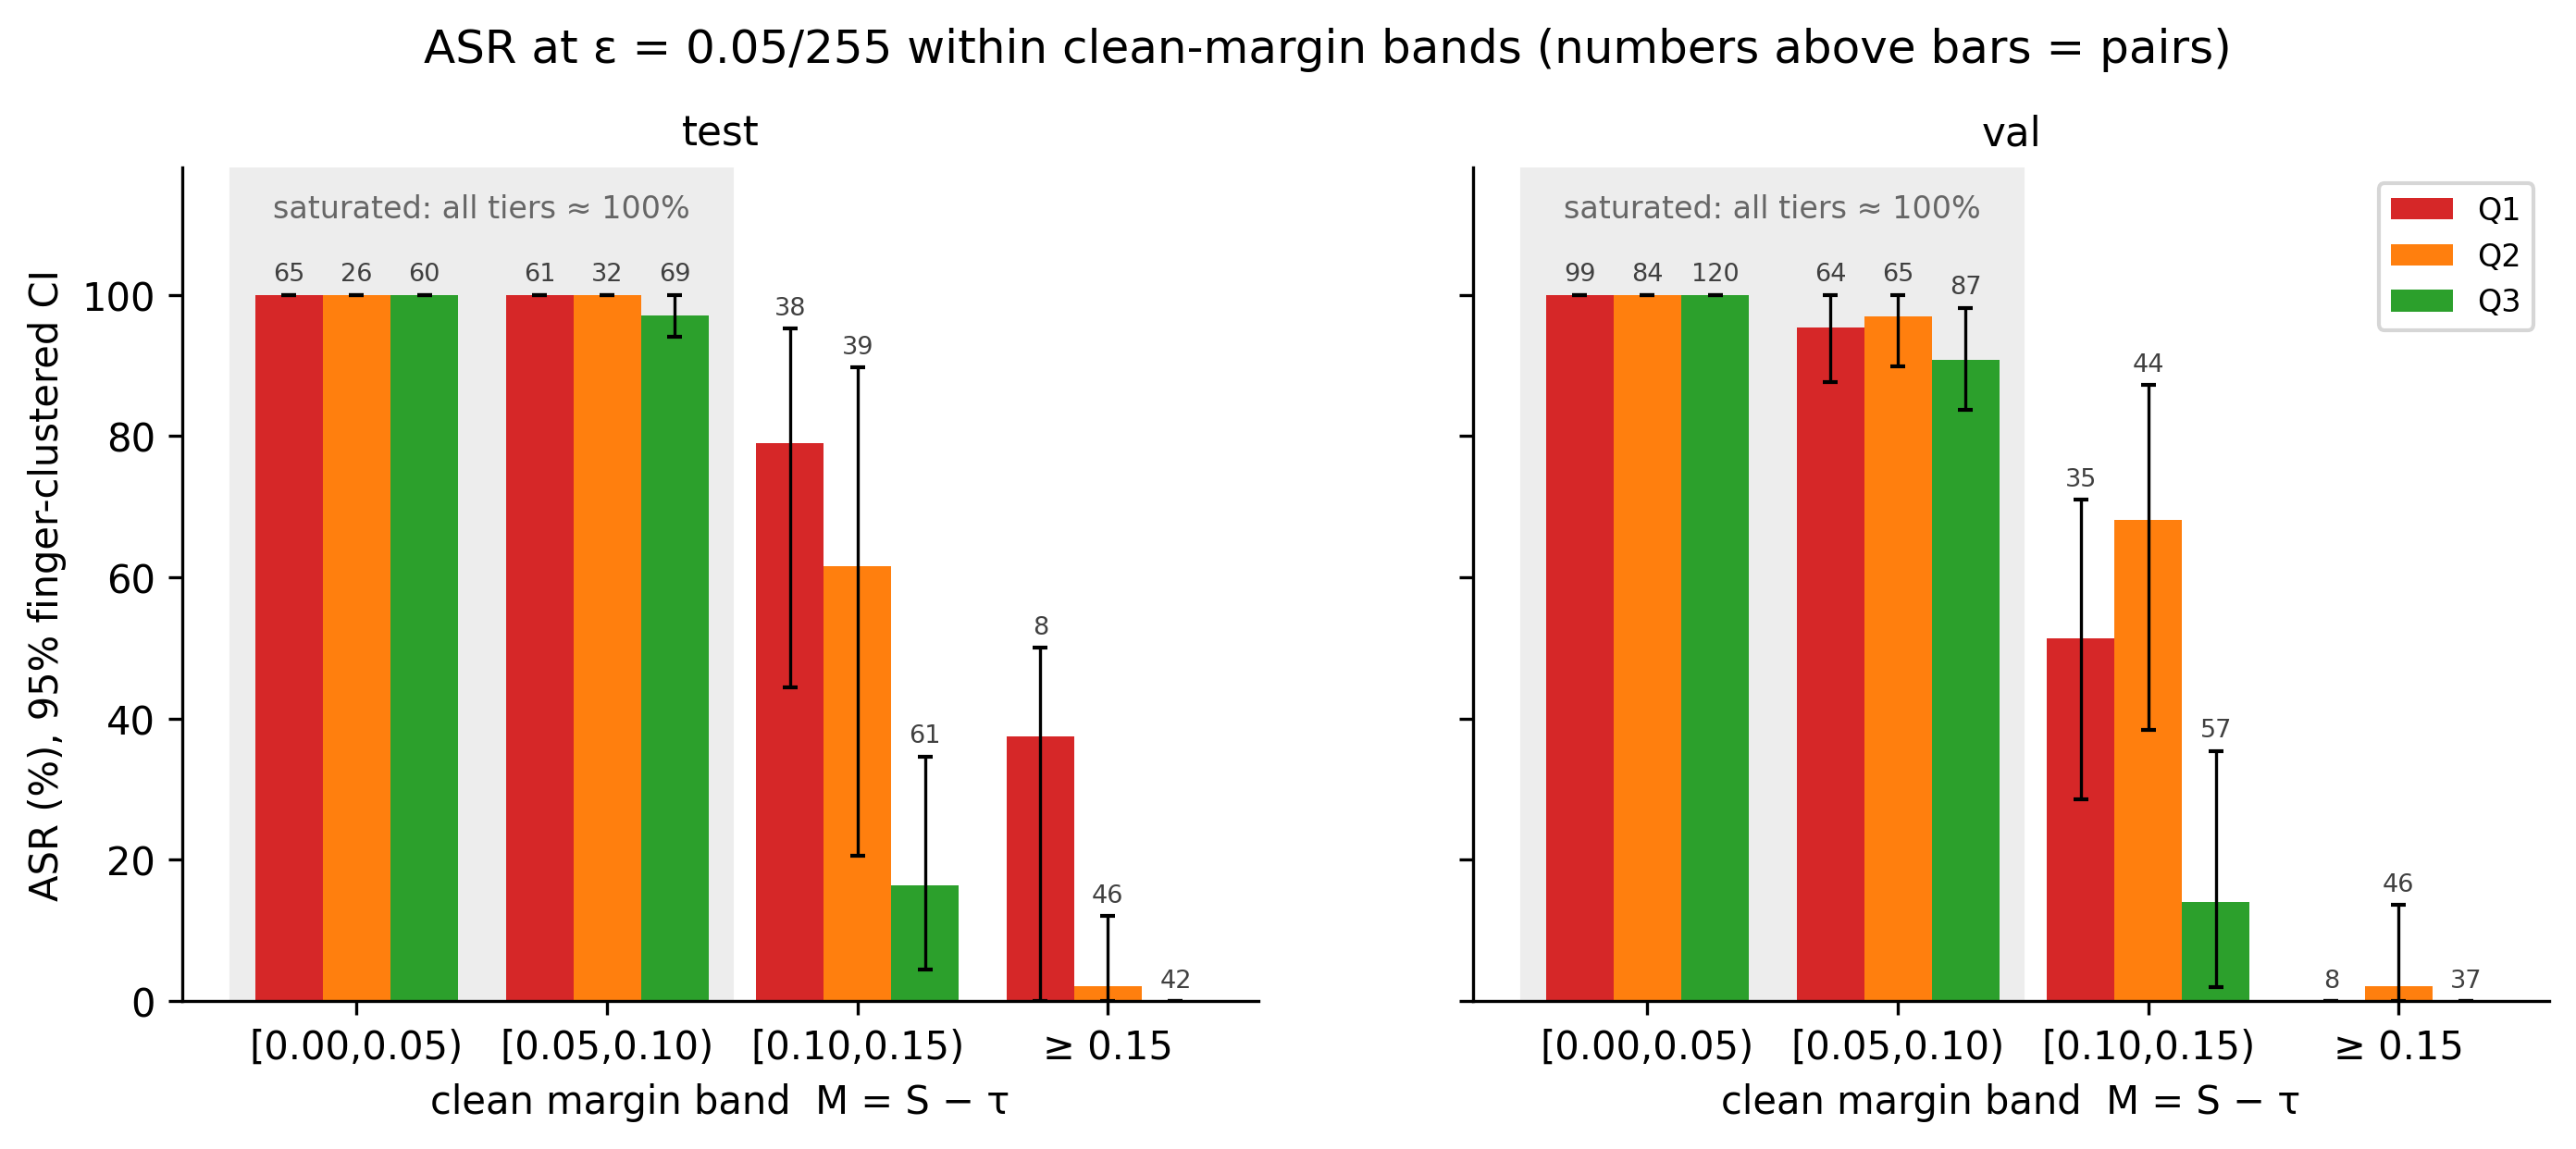 ASR at ε = 0.05/255 within clean-margin bands (numbers above bars = pairs)
test
saturated: all tiers ≈ 100%
65 26 60 61 32 69
38
39
61
8
46
42
ASR (%), 95% finger-clustered CI
100
80
60
40
20
0
[0.00,0.05) [0.05,0.10) [0.10,0.15) ≥ 0.15
clean margin band M = S − τ
val
saturated: all tiers ≈ 100%
99 84 120 64 65 87
35
44
57
8
46
37
Q1
Q2
Q3
[0.00,0.05) [0.05,0.10) [0.10,0.15) ≥ 0.15
clean margin band M = S − τ